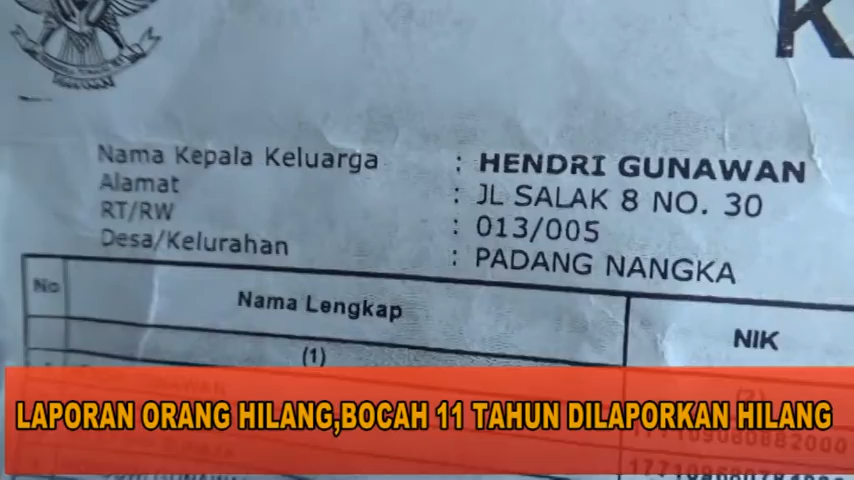 K
Nama Kepala Keluarga : HENDRI GUNAWAN
Alamat : JL SALAK 8 NO. 30
RT/RW : 013/005
Desa/Kelurahan : PADANG NANGKA
No Nama Lengkap NIK
(1)
LAPORAN ORANG HILANG,BOCAH 11 TAHUN DILAPORKAN HILANG